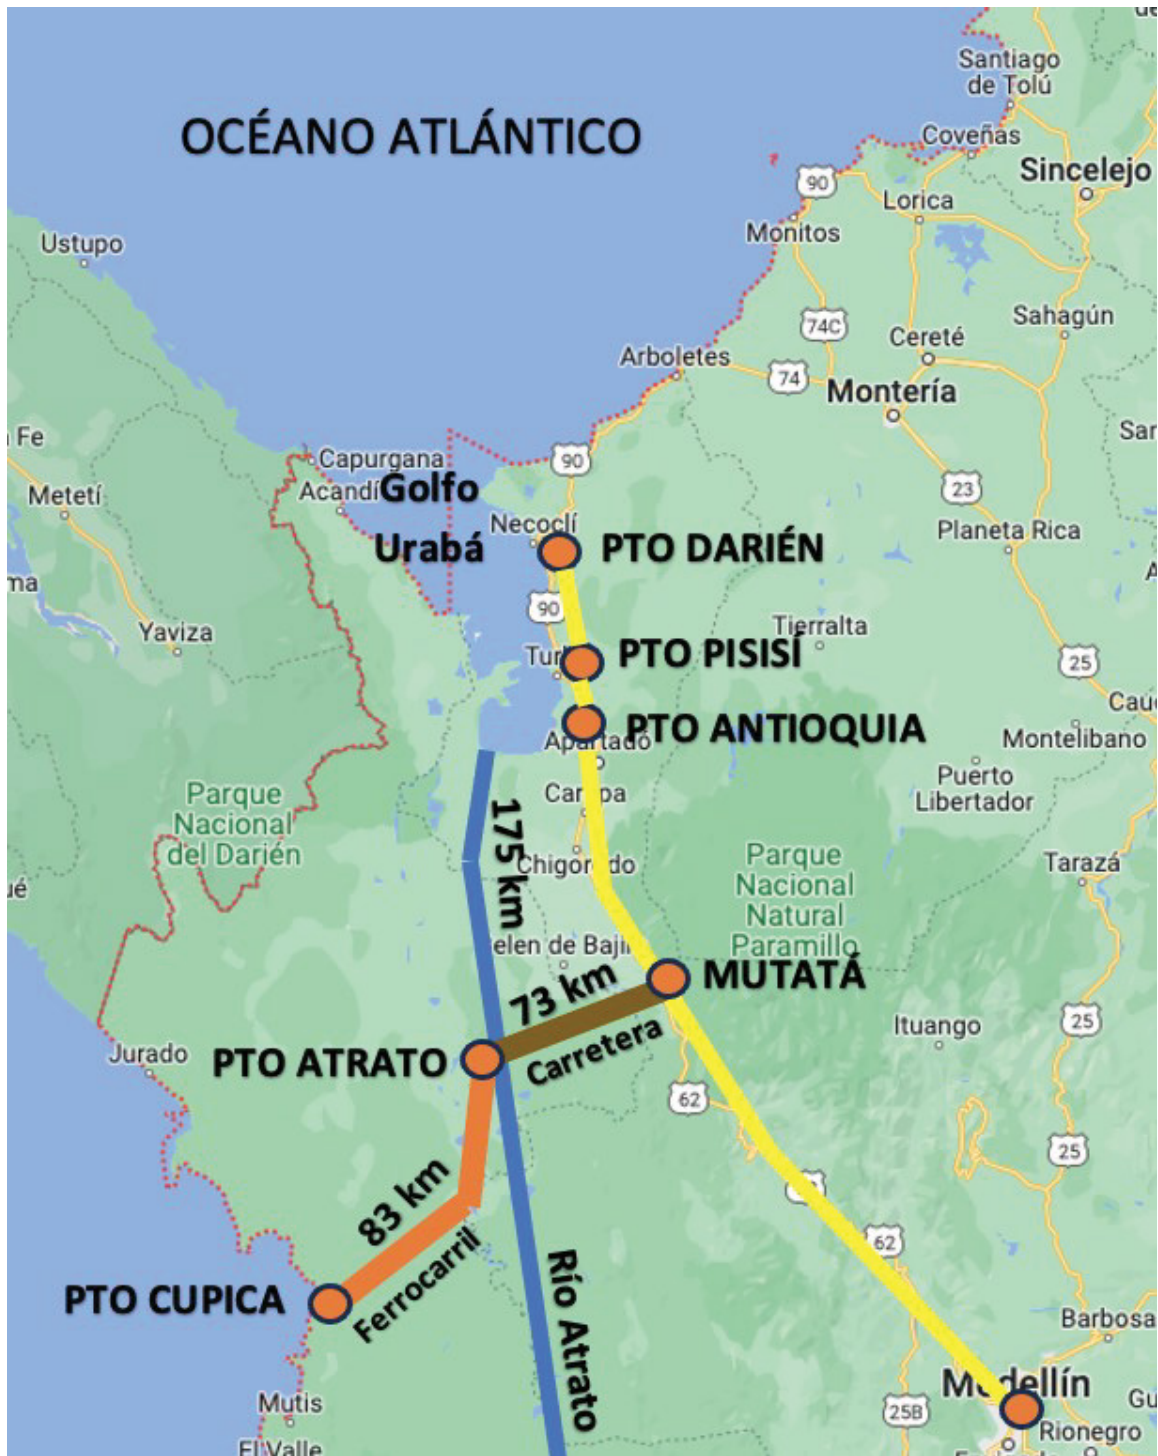 Santiago
de Tolú
OCÉANO ATLÁNTICO
Coveñas
Sincelejo
90
Lorica
Monitos
Ustupo
Sahagún
74C
Cereté
Arboletes
74
Montería
Fe
90
Capurgana
Acandí
Golfo
Metetí
23
Necoclí
Planeta Rica
Urabá
PTO DARIÉN
90
Tierralta
Yaviza
PTO PISISÍ
25
PTO ANTIOQUIA
Apartadó
Montelibano
Puerto
Libertador
Parque
Nacional
del Darién
175 km
Parque
Nacional
Natural
Paramillo
Tarazá
73 km
MUTATÁ
Carretera
25
Ituango
Jurado
PTO ATRATO
62
25
83 km
62
Ferrocarril
PTO CUPICA
Río Atrato
Barbosa
Medellín
25B
Rionegro
Mutis
El Valle